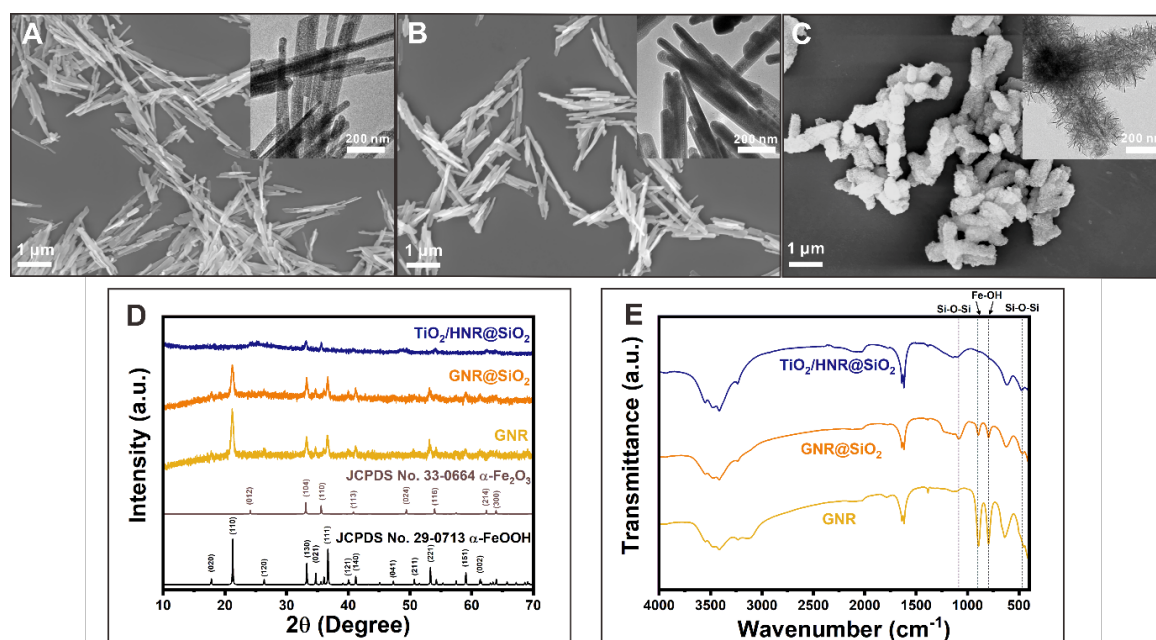 A
200 nm
1 μm
B
200 nm
1 μm
C
200 nm
1 μm
D
TiO₂/HNR@SiO₂
GNR@SiO₂
GNR
JCPDS No. 33-0664 α-Fe₂O₃
(012)
(104)
(110)
(113)
(024)
(116)
(214)
(300)
JCPDS No. 29-0713 α-FeOOH
(020)
(110)
(120)
(130)
(021)
(111)
(121)
(140)
(041)
(211)
(221)
(151)
(002)
10
20
30
40
50
60
70
2θ (Degree)
Intensity (a.u.)
E
Si-O-Si
Fe-OH
Si-O-Si
TiO₂/HNR@SiO₂
GNR@SiO₂
GNR
4000
3500
3000
2500
2000
1500
1000
500
Wavenumber (cm⁻¹)
Transmittance (a.u.)